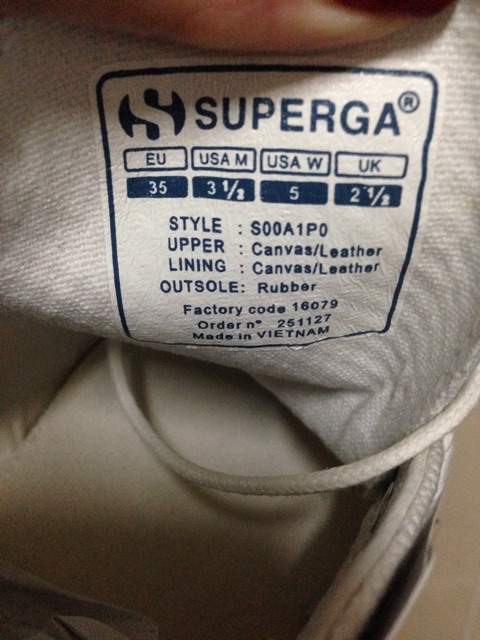 SUPERGA®
EU USA M USA W UK
35 3 1/2 5 2 1/2
STYLE : S00A1P0
UPPER : Canvas/Leather
LINING : Canvas/Leather
OUTSOLE: Rubber
Factory code 16079
Order n° 251127
Made in VIETNAM